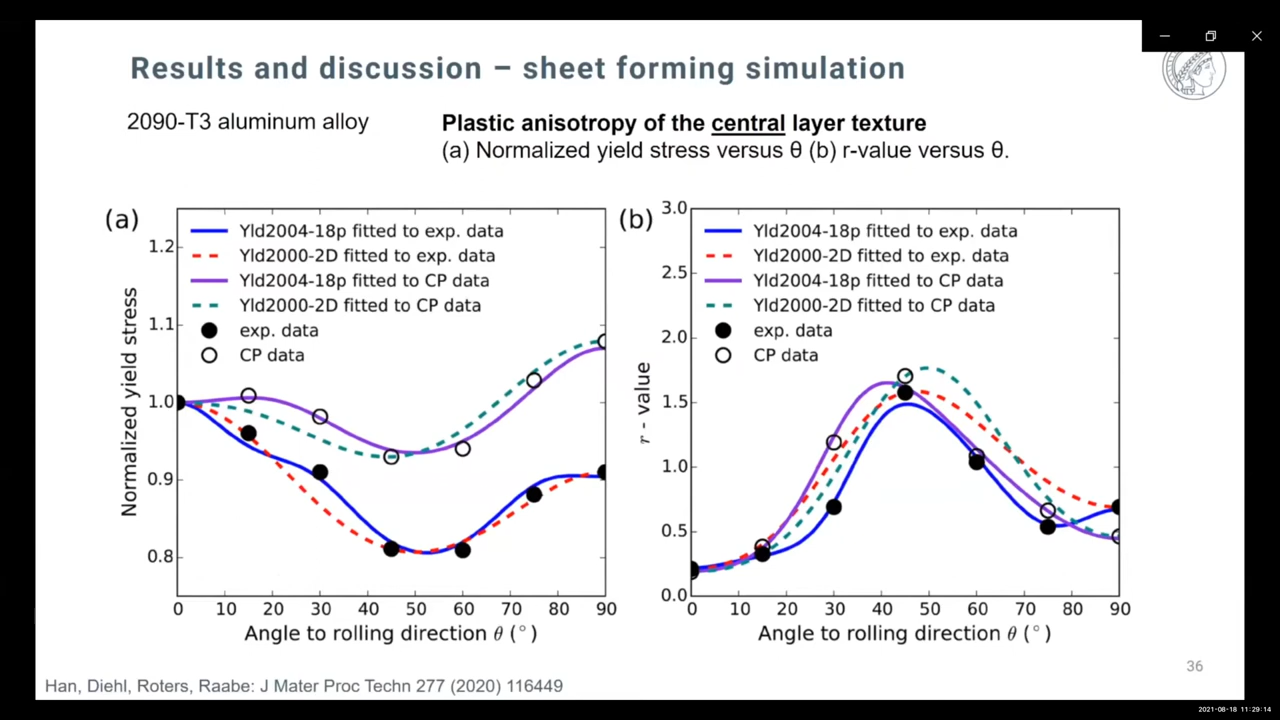 Results and discussion – sheet forming simulation
2090-T3 aluminum alloy
Plastic anisotropy of the central layer texture
(a) Normalized yield stress versus θ (b) r-value versus θ.
(a)
Normalized yield stress
1.2
1.1
1.0
0.9
0.8
Yld2004-18p fitted to exp. data
Yld2000-2D fitted to exp. data
Yld2004-18p fitted to CP data
Yld2000-2D fitted to CP data
exp. data
CP data
0 10 20 30 40 50 60 70 80 90
Angle to rolling direction θ (°)
(b)
r - value
3.0
2.5
2.0
1.5
1.0
0.5
0.0
Yld2004-18p fitted to exp. data
Yld2000-2D fitted to exp. data
Yld2004-18p fitted to CP data
Yld2000-2D fitted to CP data
exp. data
CP data
0 10 20 30 40 50 60 70 80 90
Angle to rolling direction θ (°)
36
Han, Diehl, Roters, Raabe: J Mater Proc Techn 277 (2020) 116449
2021-08-18 11:29:14